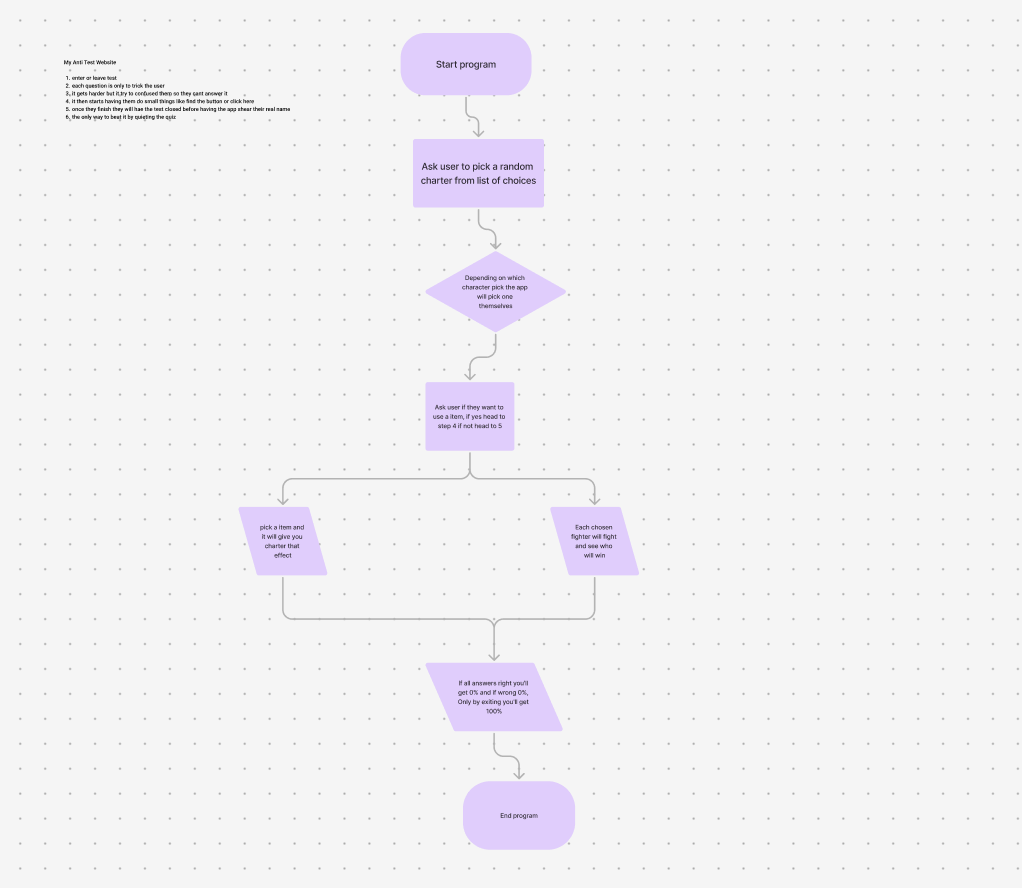 My Anti Test Website
1. enter or leave test
2. each question is only to trick the user
3. it gets harder but it,try to confused them so they cant answer it
4. it then starts having them do small things like find the button or click here
5. once they finish they will hae the test closed before having the app shear their real name
6. the only way to beat it by quieting the quiz
Start program
Ask user to pick a random
charter from list of choices
Depending on which
character pick the app
will pick one
themselves
Ask user if they want to
use a item, if yes head to
step 4 if not head to 5
pick a item and
it will give you
charter that
effect
Each chosen
fighter will fight
and see who
will win
If all answers right you'll
get 0% and if wrong 0%,
Only by exiting you'll get
100%
End program